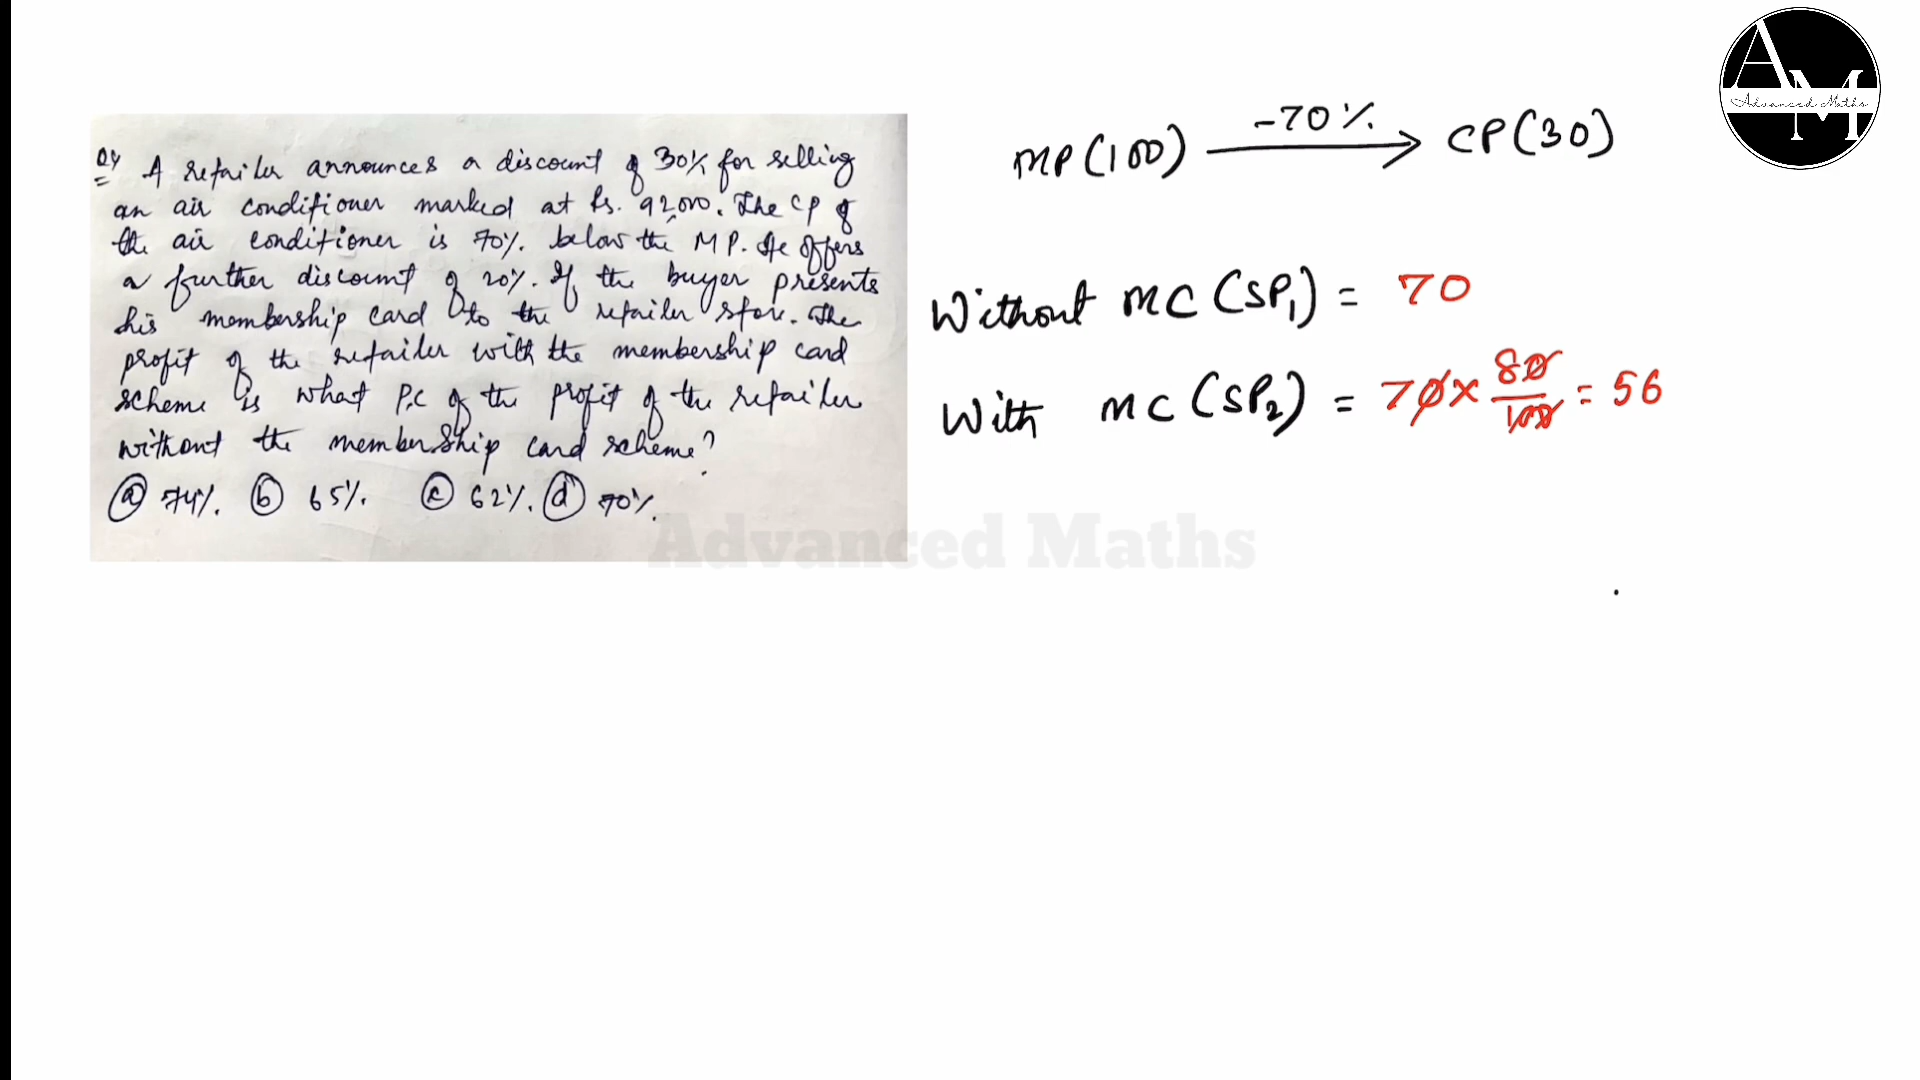 Q4 A retailer announces a discount of 30% for selling
an air conditioner marked at Rs. 92,000. The CP of
the air conditioner is 70% below the MP. He offers
a further discount of 20%. If the buyer presents
his membership card to the retailer store. The
profit of the retailer with the membership card
scheme is what P.C of the profit of the retailer
without the membership card scheme?
(a) 74%. (b) 65%. (c) 62%. (d) 70%.
MP(100) -70% → CP(30)
Without MC (SP₁) = 70
With MC (SP₂) = 70 × 80/100 = 56
AM
Advanced Maths
Advanced Maths